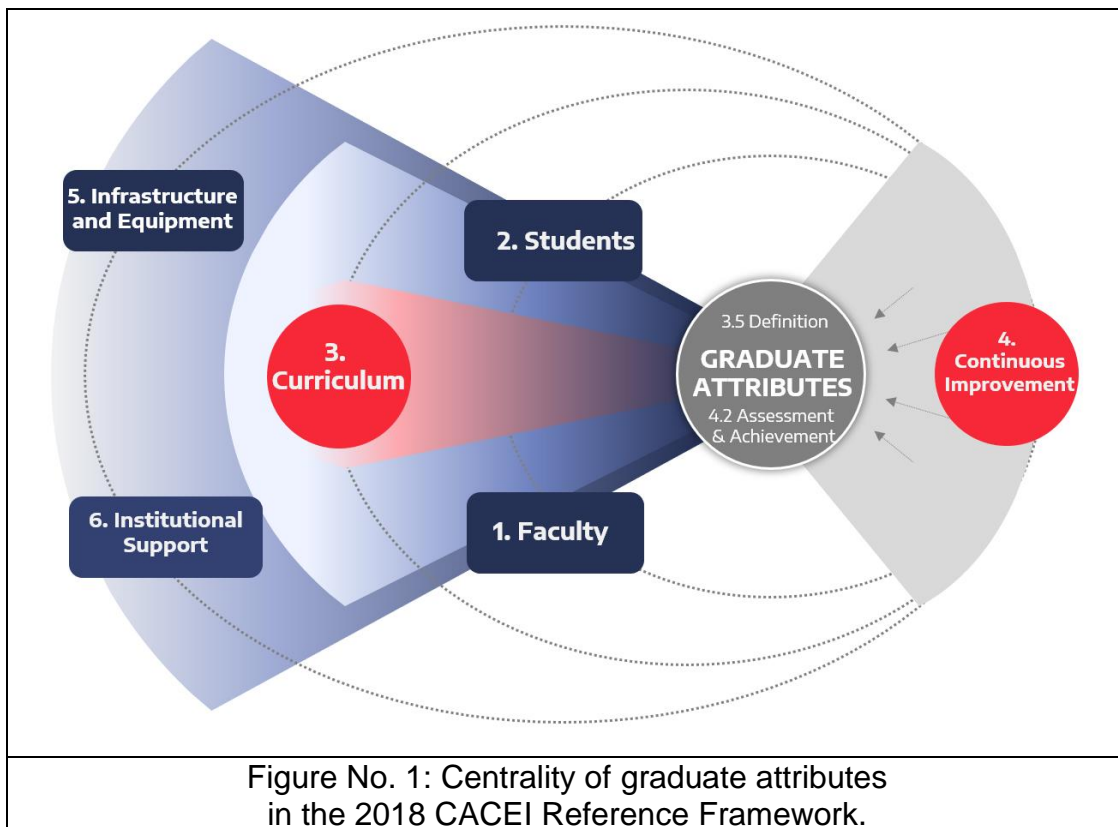 5. Infrastructure
and Equipment
2. Students
3.
Curriculum
3.5 Definition
GRADUATE
ATTRIBUTES
4.2 Assessment
& Achievement
4.
Continuous
Improvement
6. Institutional
Support
1. Faculty
Figure No. 1: Centrality of graduate attributes
in the 2018 CACEI Reference Framework.